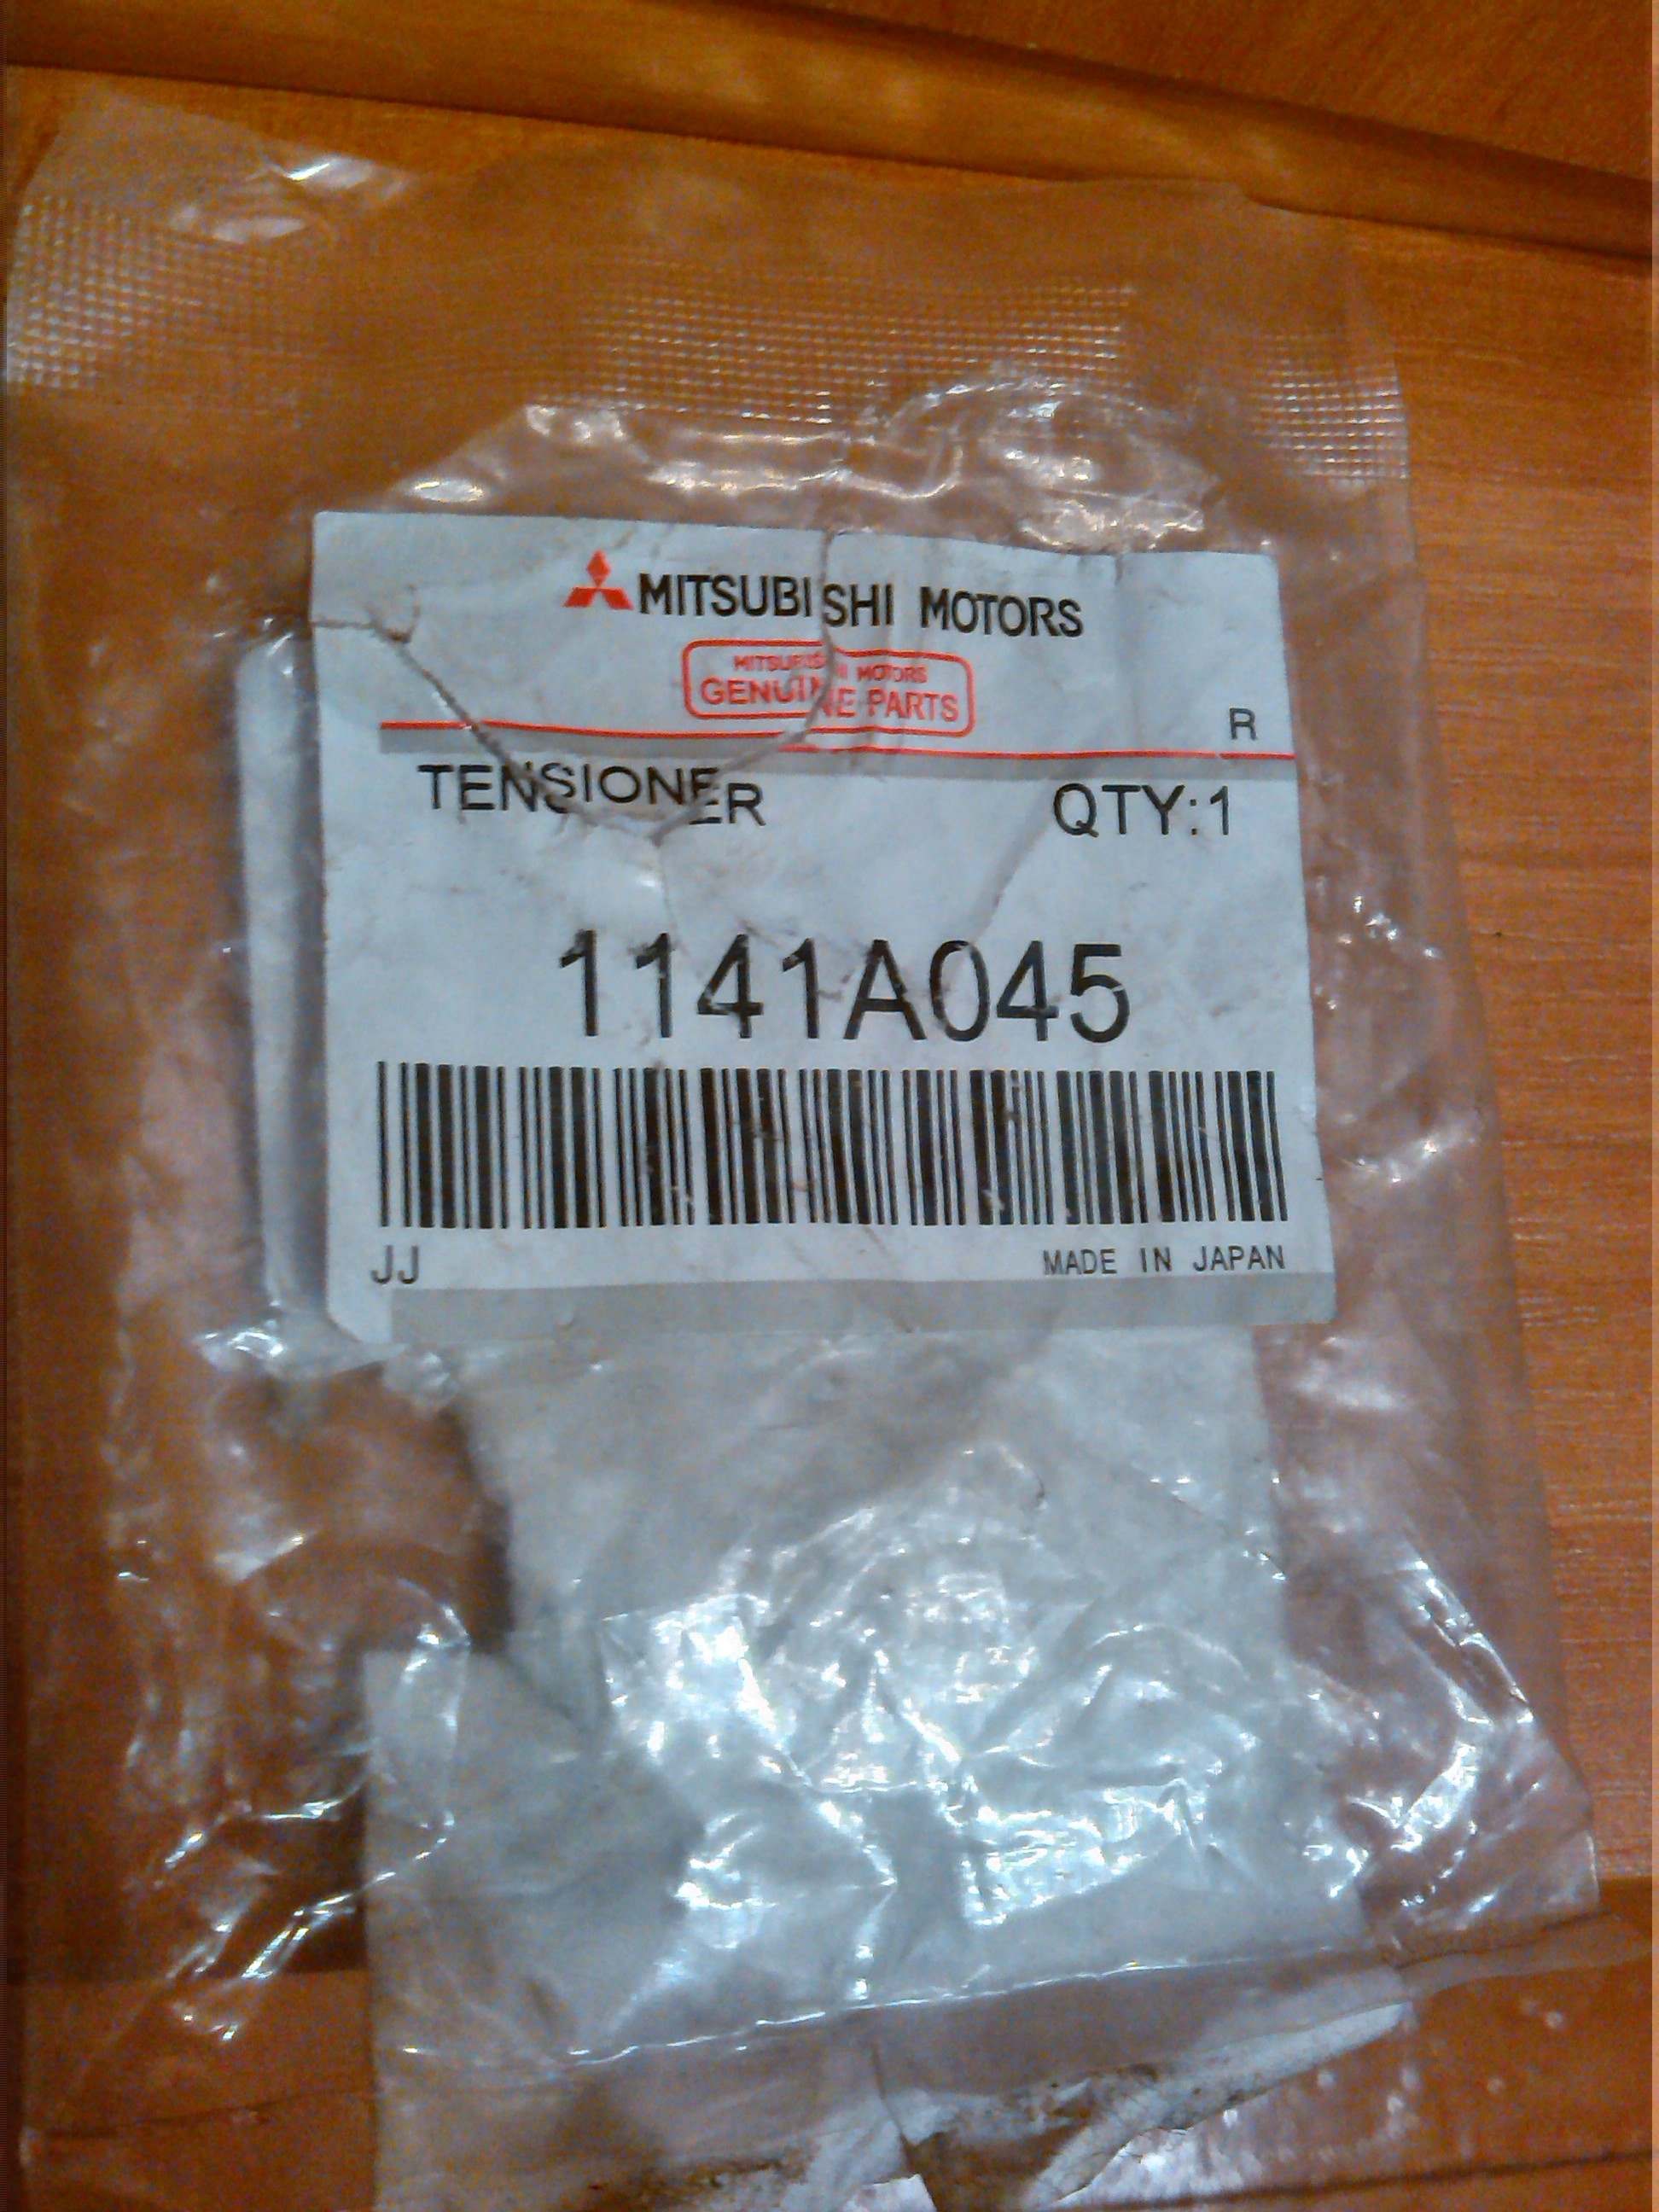 MITSUBISHI MOTORS
MITSUBISHI MOTORS
GENUINE PARTS
R
TENSIONER QTY:1
1141A045
JJ MADE IN JAPAN